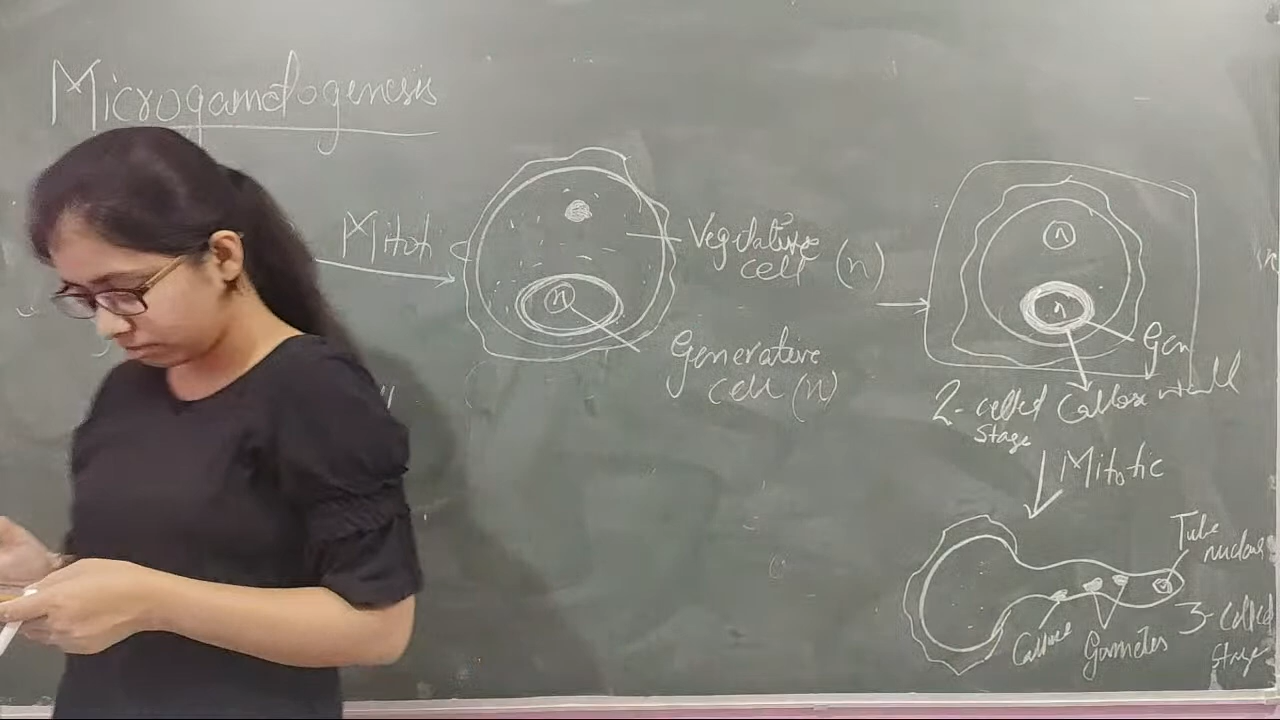 Microgametogenesis
Mitoti
Vegetative
cell (n)
n
Generative
cell (n)
n
n
Gen
2-celled Callose wall
stage
Mitotic
Tube
nucleus
Callose Gametes 3-celled
stage